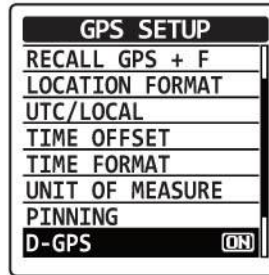 GPS SETUP
RECALL GPS + F
LOCATION FORMAT
UTC/LOCAL
TIME OFFSET
TIME FORMAT
UNIT OF MEASURE
PINNING
D-GPS ON